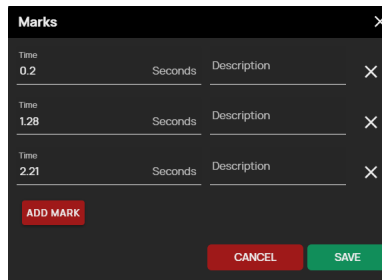 Marks
Time
0.2 Seconds Description
Time
1.28 Seconds Description
Time
2.21 Seconds Description
ADD MARK
CANCEL SAVE